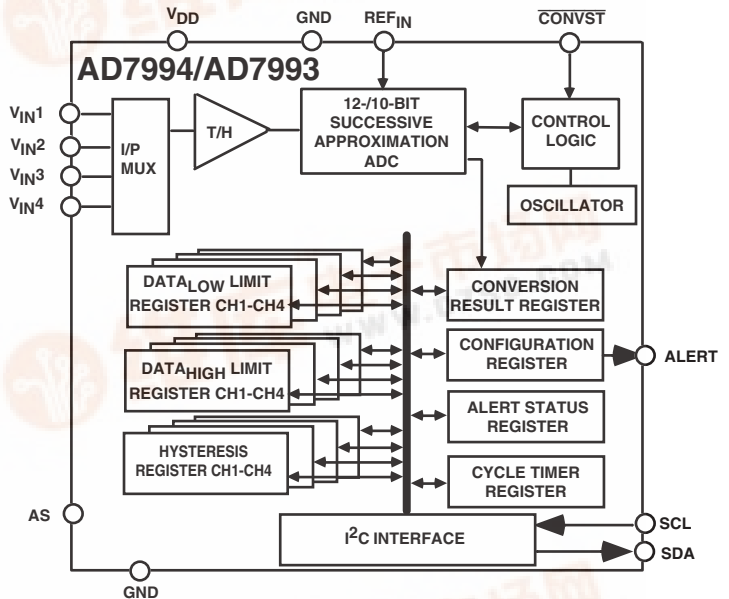 VDD
GND
REFIN
CONVST
AD7994/AD7993
VIN1
VIN2
VIN3
VIN4
I/P
MUX
T/H
12-/10-BIT
SUCCESSIVE
APPROXIMATION
ADC
CONTROL
LOGIC
OSCILLATOR
DATALOW LIMIT
REGISTER CH1-CH4
CONVERSION
RESULT REGISTER
DATAHIGH LIMIT
REGISTER CH1-CH4
CONFIGURATION
REGISTER
ALERT
ALERT STATUS
REGISTER
HYSTERESIS
REGISTER CH1-CH4
CYCLE TIMER
REGISTER
AS
I2C INTERFACE
SCL
SDA
GND